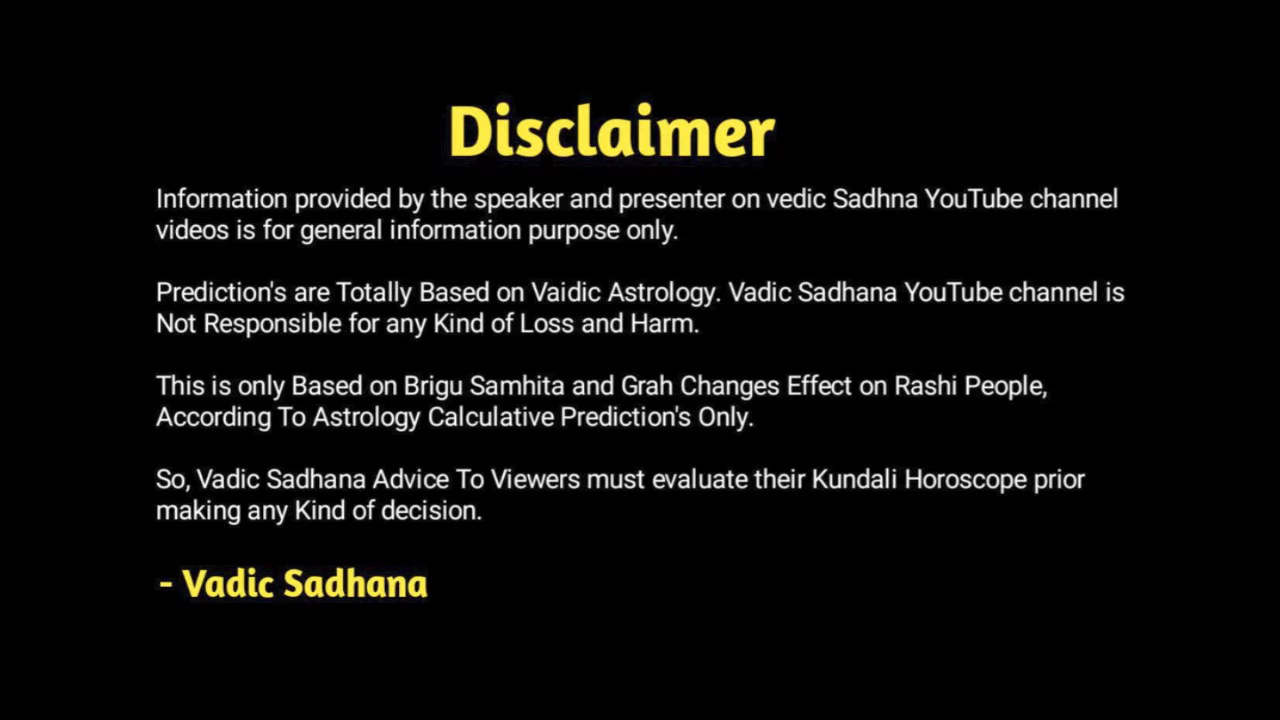 Disclaimer
Information provided by the speaker and presenter on vedic Sadhna YouTube channel
videos is for general information purpose only.
Prediction's are Totally Based on Vaidic Astrology. Vadic Sadhana YouTube channel is
Not Responsible for any Kind of Loss and Harm.
This is only Based on Brigu Samhita and Grah Changes Effect on Rashi People,
According To Astrology Calculative Prediction's Only.
So, Vadic Sadhana Advice To Viewers must evaluate their Kundali Horoscope prior
making any Kind of decision.
- Vadic Sadhana